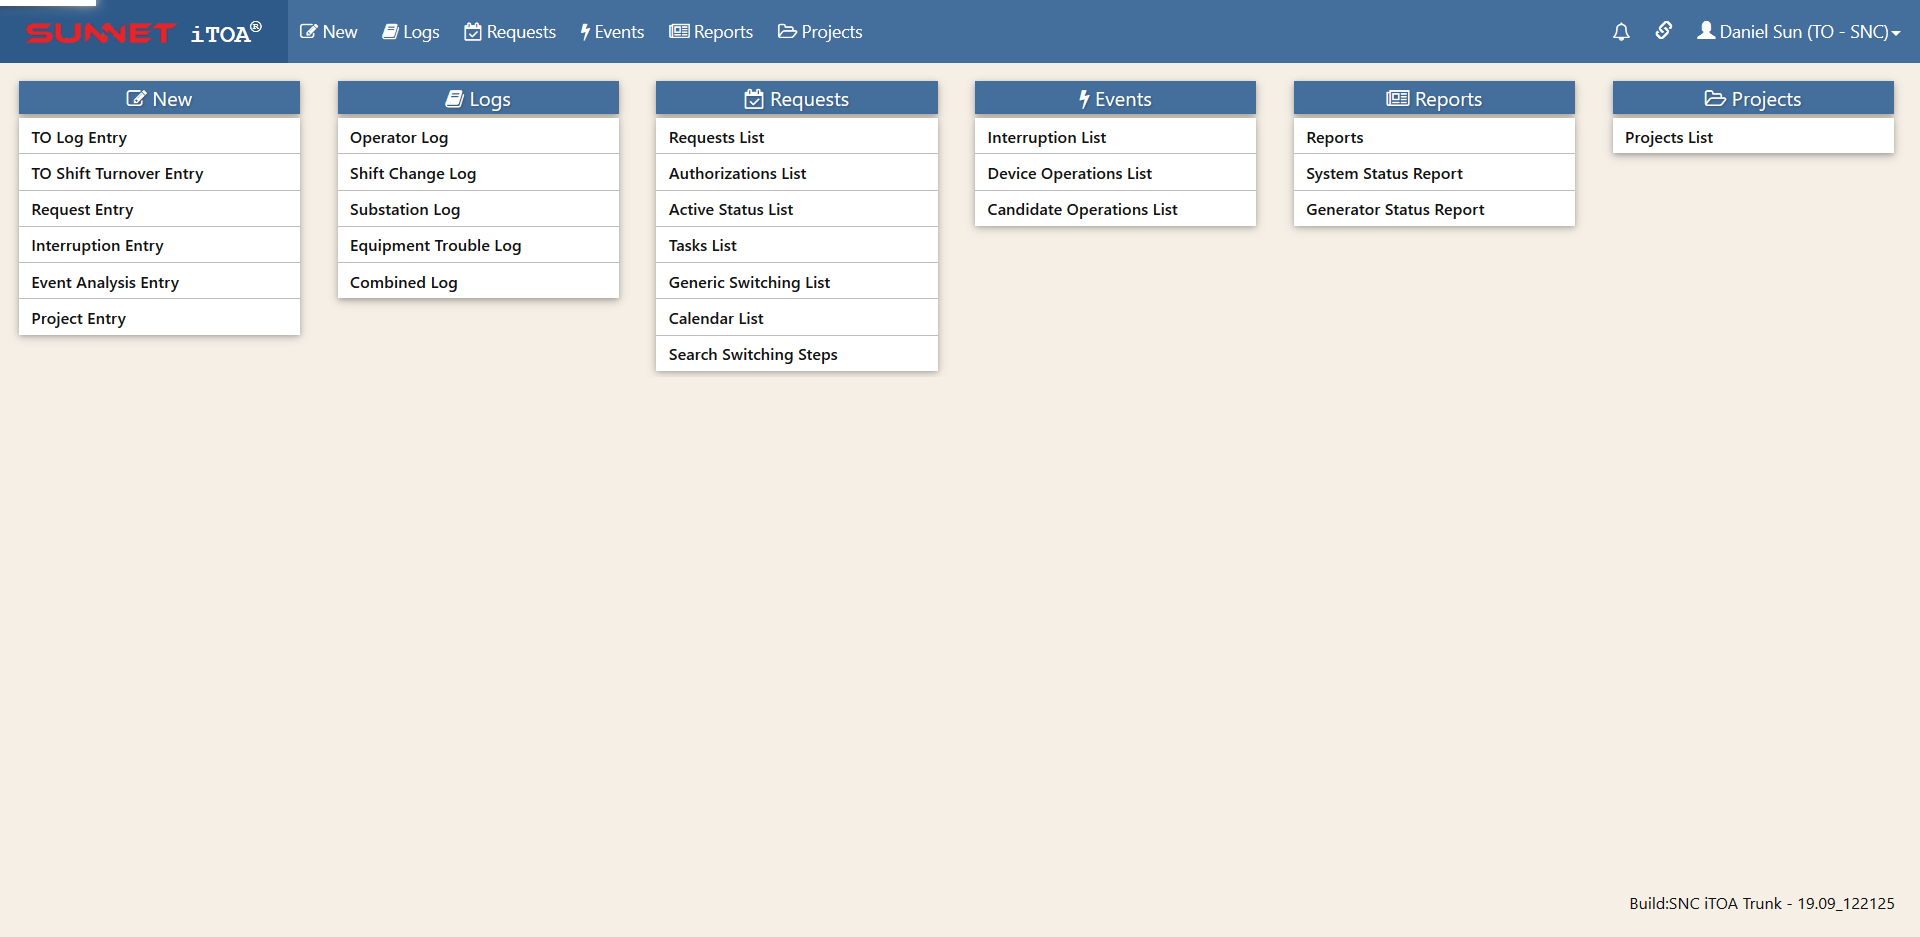 SUNNET iTOA®
New
Logs
Requests
Events
Reports
Projects
Daniel Sun (TO - SNC)
New
TO Log Entry
TO Shift Turnover Entry
Request Entry
Interruption Entry
Event Analysis Entry
Project Entry
Logs
Operator Log
Shift Change Log
Substation Log
Equipment Trouble Log
Combined Log
Requests
Requests List
Authorizations List
Active Status List
Tasks List
Generic Switching List
Calendar List
Search Switching Steps
Events
Interruption List
Device Operations List
Candidate Operations List
Reports
Reports
System Status Report
Generator Status Report
Projects
Projects List
Build:SNC iTOA Trunk - 19.09_122125